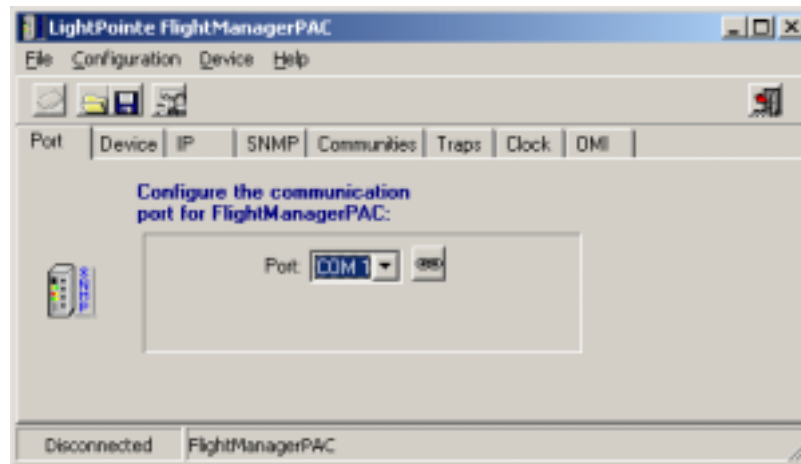 LightPointe FlightManagerPAC
File Configuration Device Help
Port Device IP SNMP Communities Traps Clock OMI
Configure the communication
port for FlightManagerPAC:
Port: COM 1
SNMP
Disconnected FlightManagerPAC